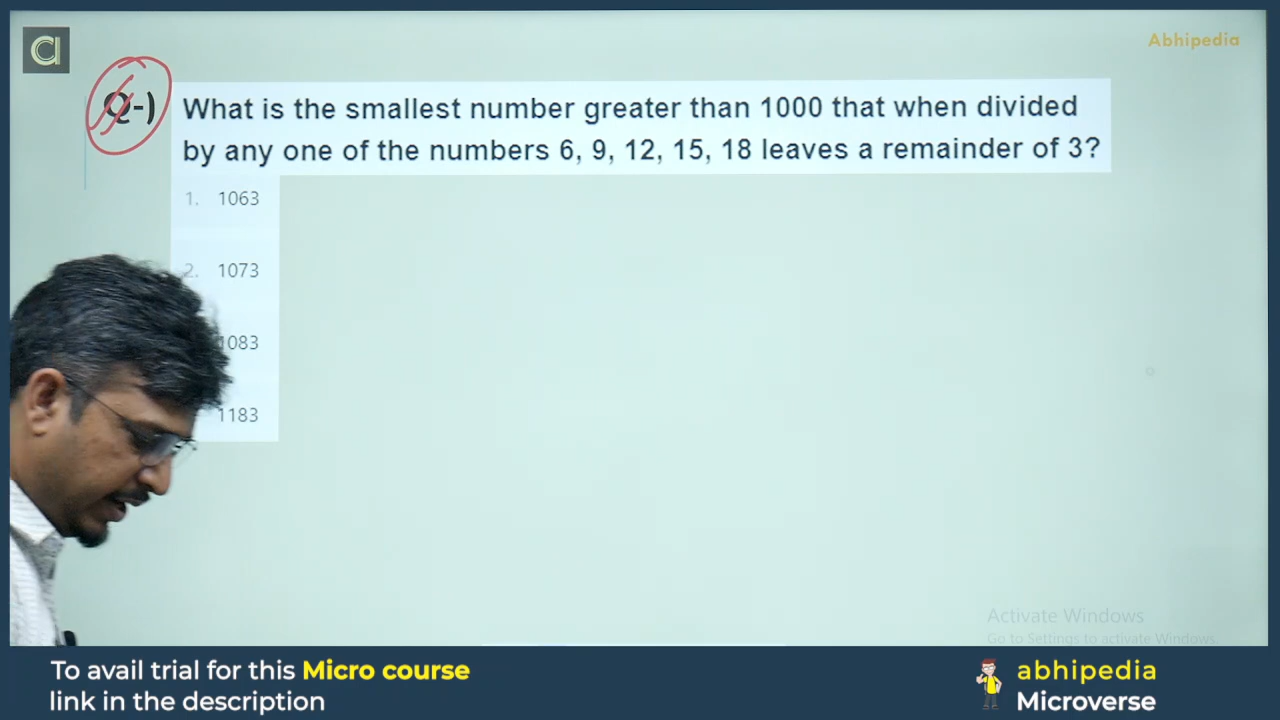 a
Abhipedia
Q-1) What is the smallest number greater than 1000 that when divided
by any one of the numbers 6, 9, 12, 15, 18 leaves a remainder of 3?
1. 1063
2. 1073
1083
1183
Activate Windows
Go to Settings to activate Windows.
To avail trial for this Micro course
link in the description
abhipedia
Microverse